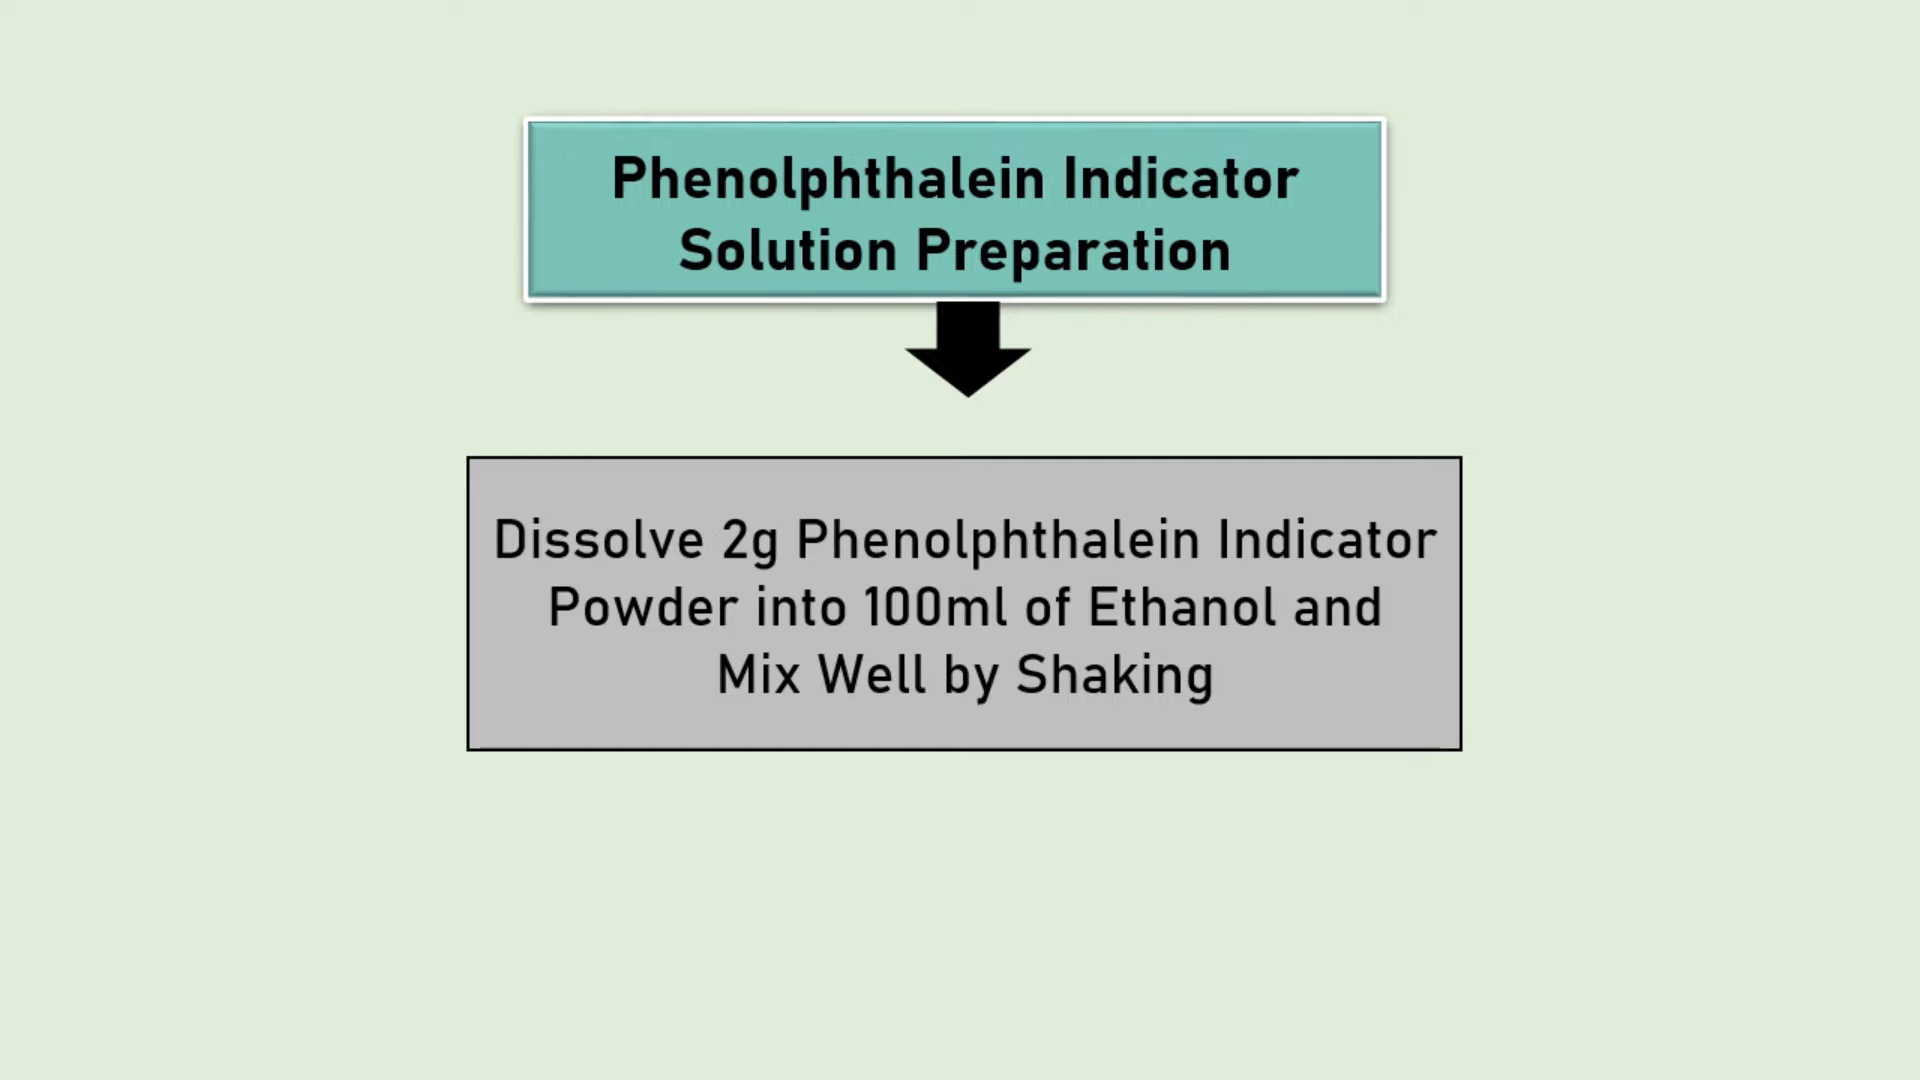 Phenolphthalein Indicator
Solution Preparation
Dissolve 2g Phenolphthalein Indicator
Powder into 100ml of Ethanol and
Mix Well by Shaking